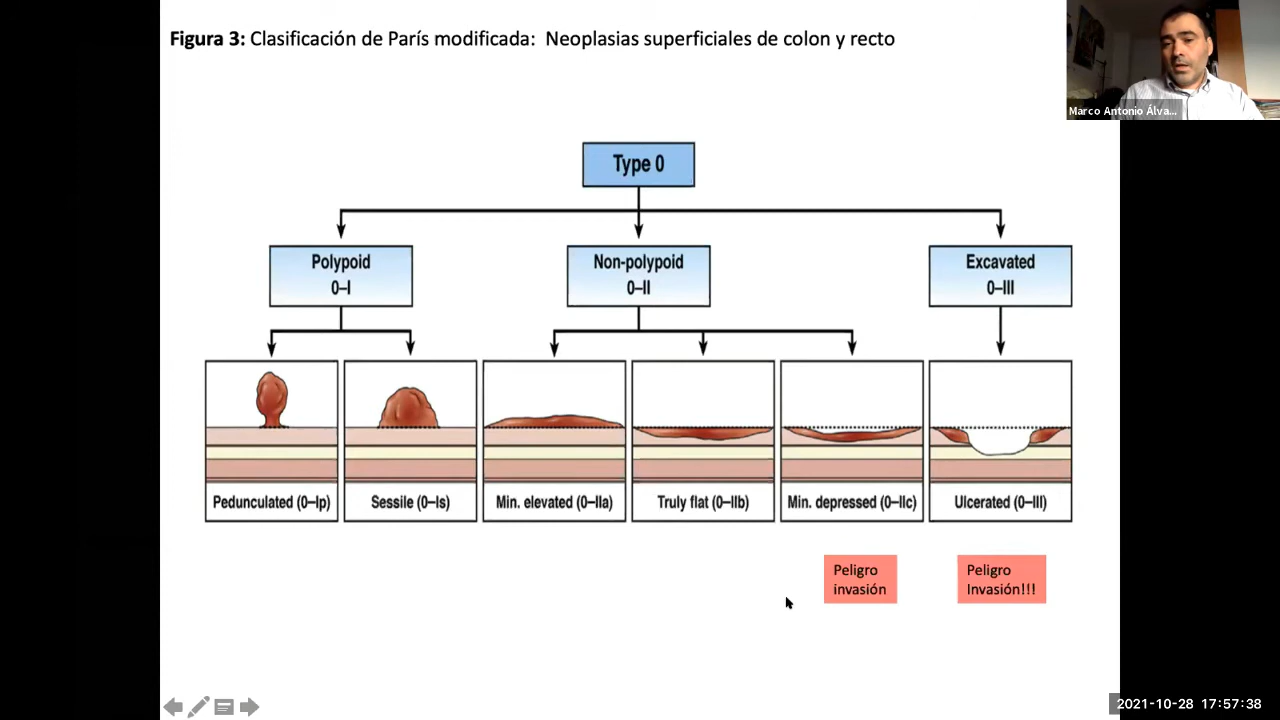 Figura 3: Clasificación de París modificada: Neoplasias superficiales de colon y recto
Marco Antonio Álva...
Type 0
Polypoid
0–I
Non-polypoid
0–II
Excavated
0–III
Pedunculated (0–Ip)
Sessile (0–Is)
Min. elevated (0–IIa)
Truly flat (0–IIb)
Min. depressed (0–IIc)
Ulcerated (0–III)
Peligro
invasión
Peligro
Invasión!!!
2021-10-28 17:57:38